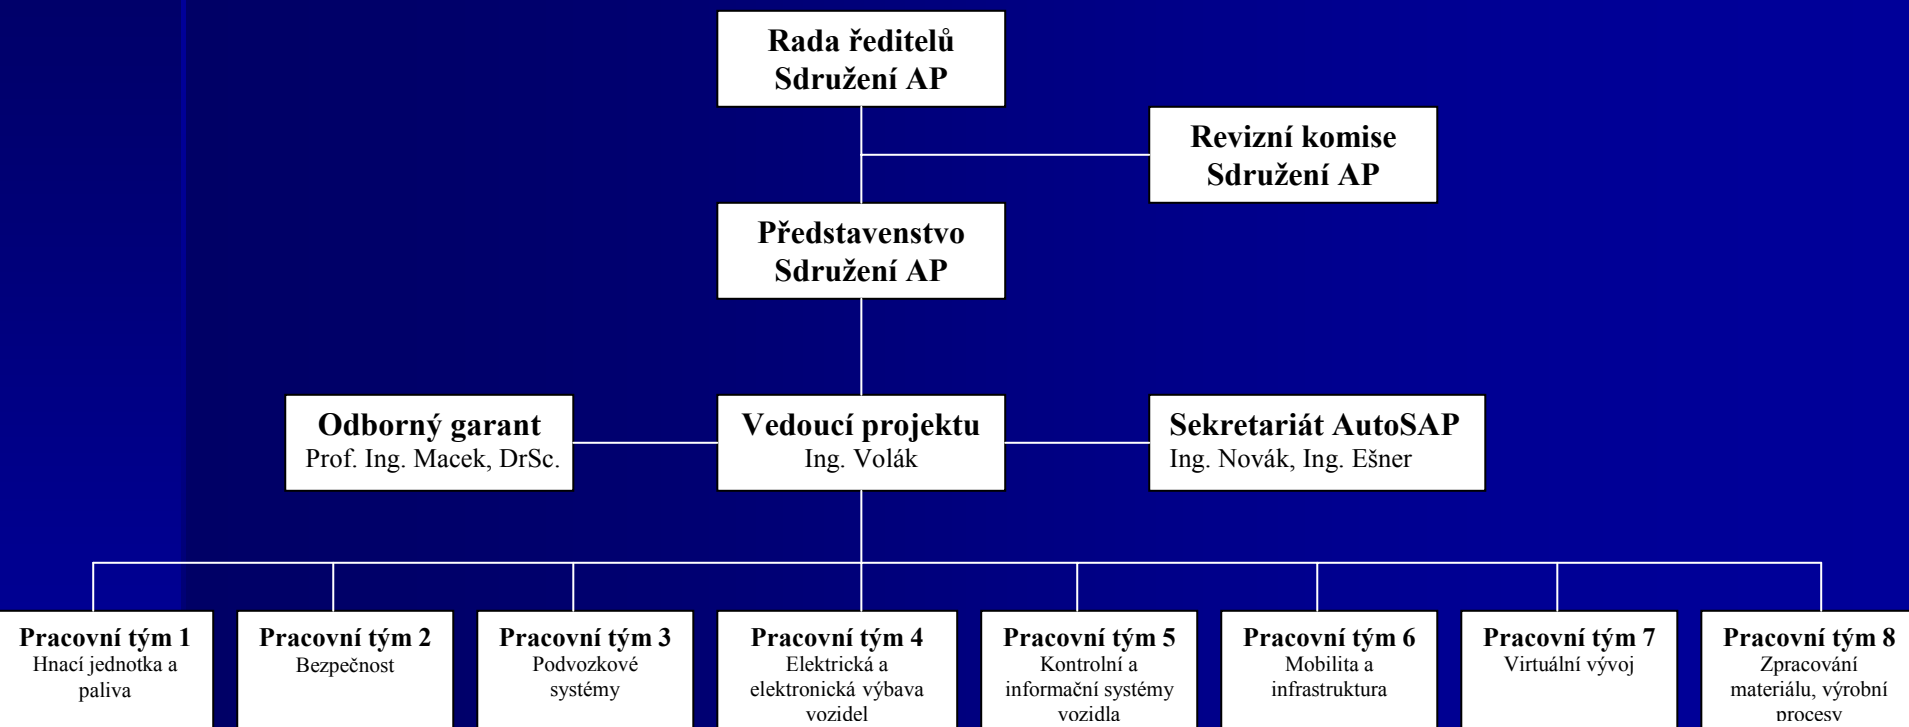 Rada ředitelů
Sdružení AP
Revizní komise
Sdružení AP
Představenstvo
Sdružení AP
Odborný garant
Prof. Ing. Macek, DrSc.
Vedoucí projektu
Ing. Volák
Sekretariát AutoSAP
Ing. Novák, Ing. Ešner
Pracovní tým 1
Hnací jednotka a
paliva
Pracovní tým 2
Bezpečnost
Pracovní tým 3
Podvozkové
systémy
Pracovní tým 4
Elektrická a
elektronická výbava
vozidel
Pracovní tým 5
Kontrolní a
informační systémy
vozidla
Pracovní tým 6
Mobilita a
infrastruktura
Pracovní tým 7
Virtuální vývoj
Pracovní tým 8
Zpracování
materiálu, výrobní
procesy